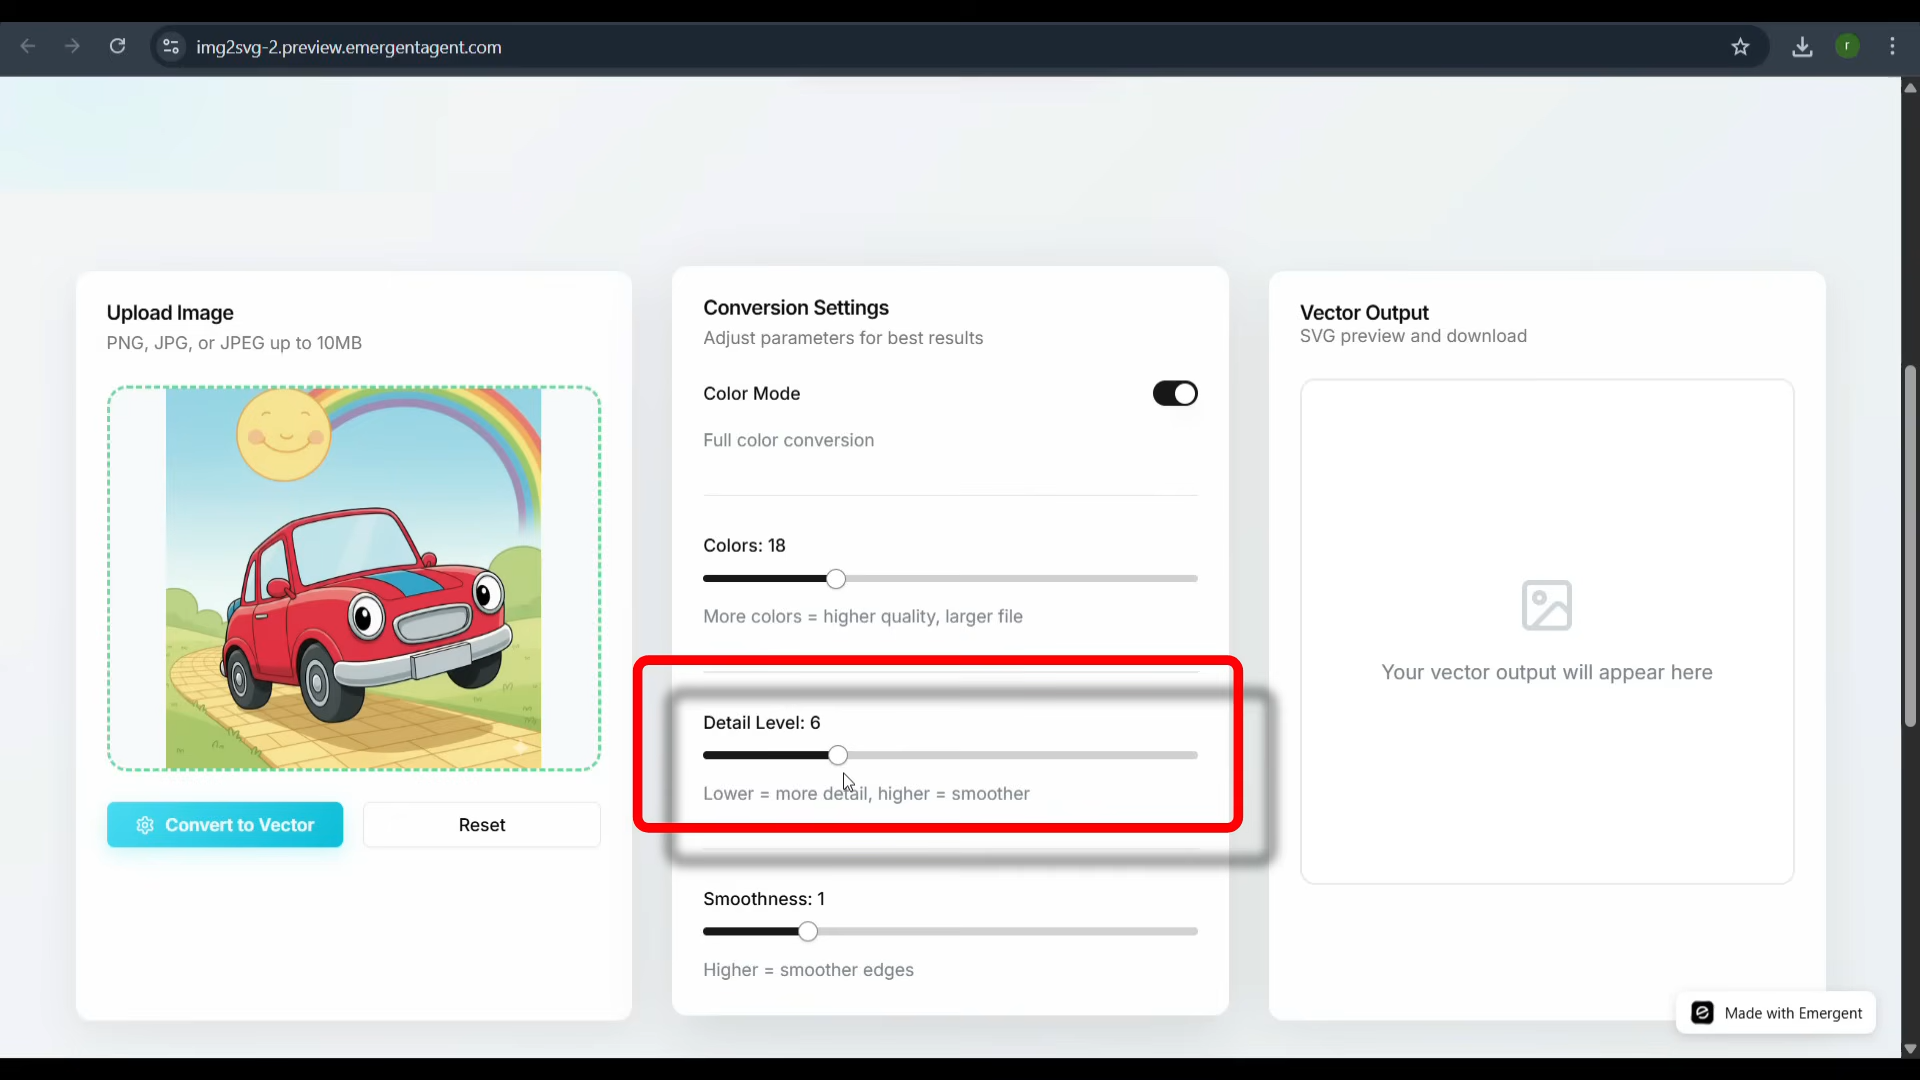 img2svg-2.preview.emergentagent.com
r
Upload Image
PNG, JPG, or JPEG up to 10MB
Convert to Vector
Reset
Conversion Settings
Adjust parameters for best results
Color Mode
Full color conversion
Colors: 18
More colors = higher quality, larger file
Detail Level: 6
Lower = more detail, higher = smoother
Smoothness: 1
Higher = smoother edges
Vector Output
SVG preview and download
Your vector output will appear here
Made with Emergent